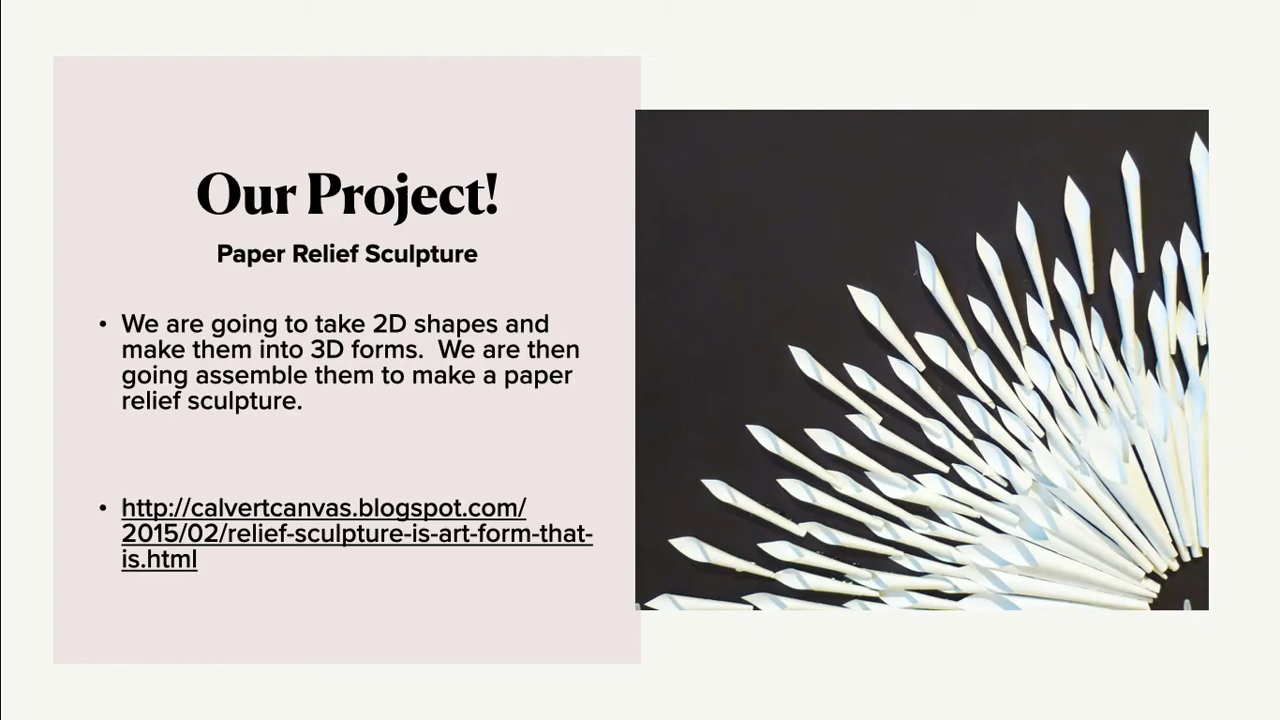 Our Project!
Paper Relief Sculpture
• We are going to take 2D shapes and
make them into 3D forms.  We are then
going assemble them to make a paper
relief sculpture.
• http://calvertcanvas.blogspot.com/
2015/02/relief-sculpture-is-art-form-that-
is.html